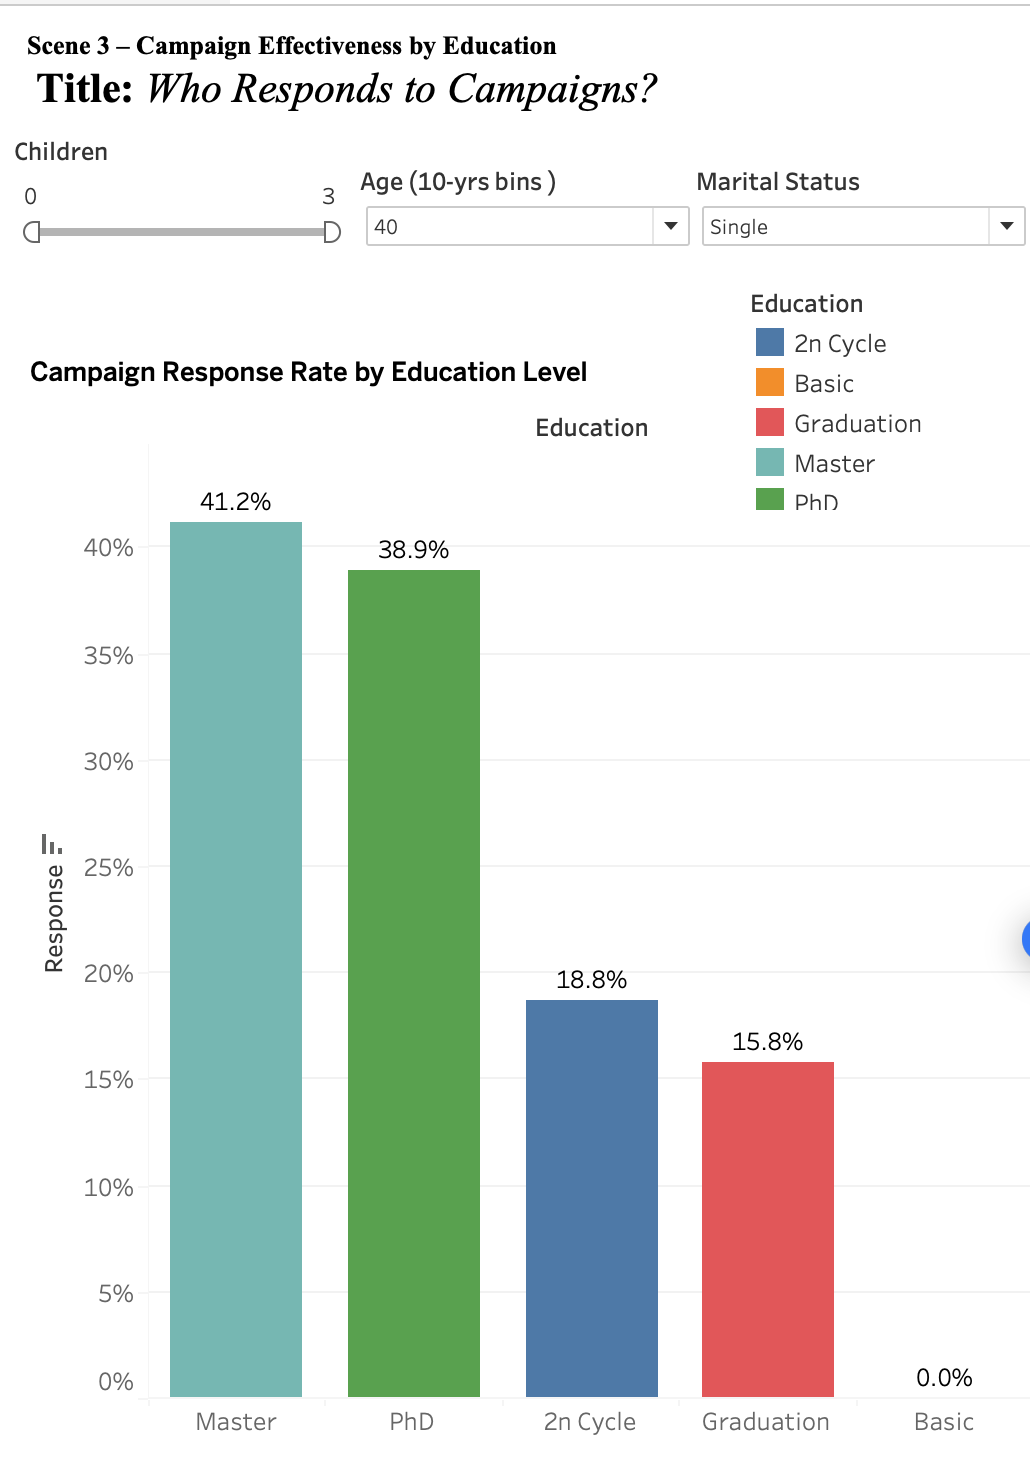 Scene 3 – Campaign Effectiveness by Education
Title: Who Responds to Campaigns?
Children
0 3
Age (10-yrs bins )
40
Marital Status
Single
Education
2n Cycle
Basic
Graduation
Master
PhD
Campaign Response Rate by Education Level
Education
41.2%
38.9%
18.8%
15.8%
0.0%
40%
35%
30%
25%
20%
15%
10%
5%
0%
Response
Master PhD 2n Cycle Graduation Basic